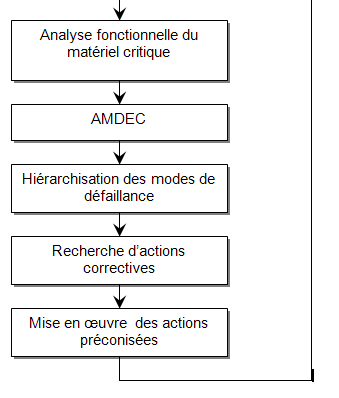 Analyse fonctionnelle du
matériel critique
AMDEC
Hiérarchisation des modes de
défaillance
Recherche d'actions
correctives
Mise en œuvre des actions
préconisées